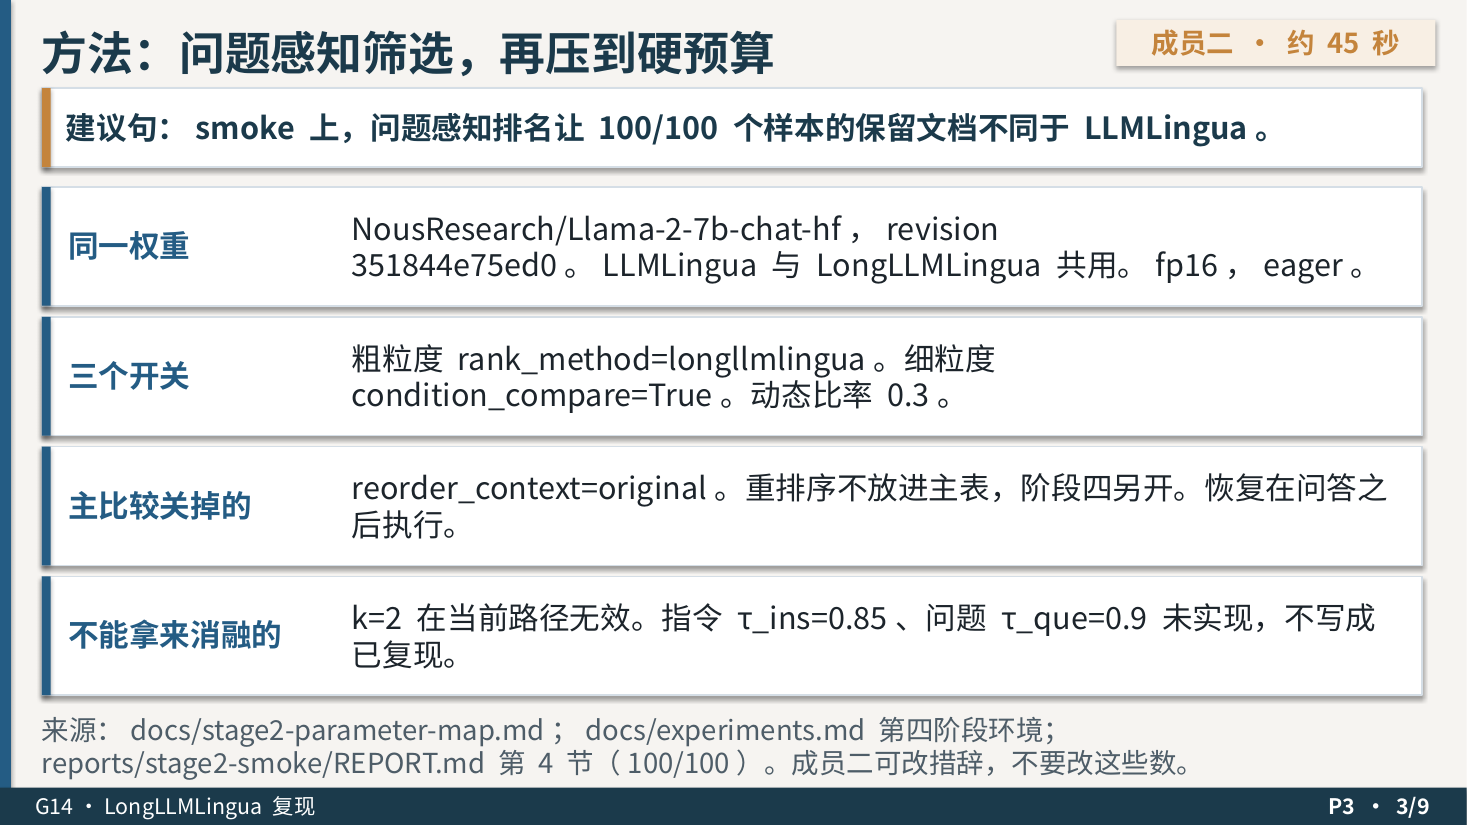 方法：问题感知筛选，再压到硬预算
成员二 · 约 45 秒
建议句： smoke 上，问题感知排名让 100/100 个样本的保留文档不同于 LLMLingua 。
同一权重
NousResearch/Llama-2-7b-chat-hf ， revision
351844e75ed0 。 LLMLingua 与 LongLLMLingua 共用。 fp16 ， eager 。
三个开关
粗粒度 rank_method=longllmlingua 。细粒度
condition_compare=True 。动态比率 0.3 。
主比较关掉的
reorder_context=original 。重排序不放进主表，阶段四另开。恢复在问答之
后执行。
不能拿来消融的
k=2 在当前路径无效。指令 τ_ins=0.85 、问题 τ_que=0.9 未实现，不写成
已复现。
来源： docs/stage2-parameter-map.md ； docs/experiments.md 第四阶段环境；
reports/stage2-smoke/REPORT.md 第 4 节（ 100/100 ）。成员二可改措辞，不要改这些数。
G14 · LongLLMLingua 复现
P3 · 3/9